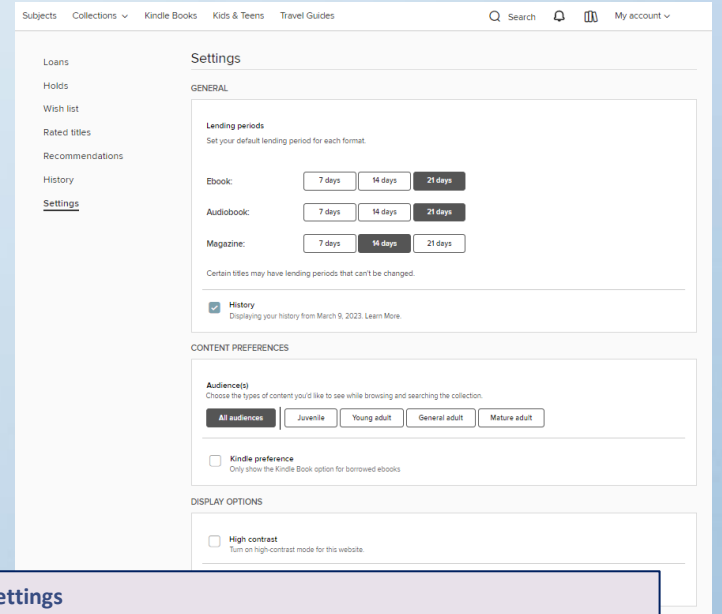 Subjects Collections Kindle Books Kids & Teens Travel Guides Search My account
Loans
Holds
Wish list
Rated titles
Recommendations
History
Settings
Settings
GENERAL
Lending periods
Set your default lending period for each format.
Ebook: 7 days 14 days 21 days
Audiobook: 7 days 14 days 21 days
Magazine: 7 days 14 days 21 days
Certain titles may have lending periods that can't be changed.
History
Displaying your history from March 9, 2023. Learn More.
CONTENT PREFERENCES
Audience(s)
Choose the types of content you'd like to see while browsing and searching the collection.
All audiences Juvenile Young adult General adult Mature adult
Kindle preference
Only show the Kindle Book option for borrowed ebooks
DISPLAY OPTIONS
High contrast
Turn on high-contrast mode for this website.
ettings